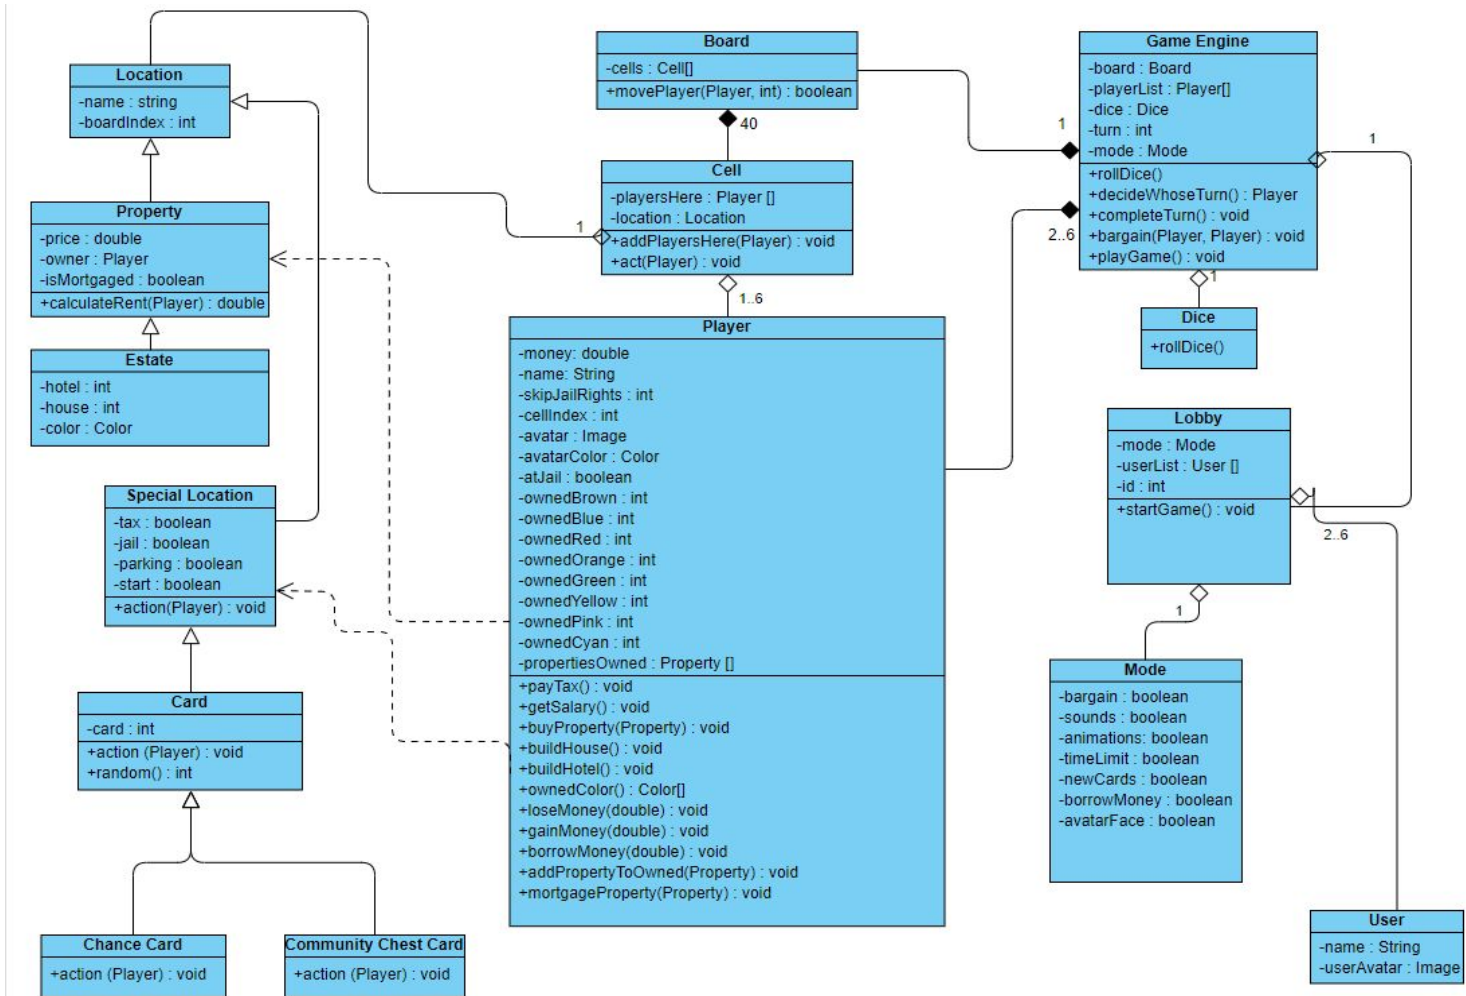 Location
-name : string
-boardIndex : int
Property
-price : double
-owner : Player
-isMortgaged : boolean
+calculateRent(Player) : double
Estate
-hotel : int
-house : int
-color : Color
Special Location
-tax : boolean
-jail : boolean
-parking : boolean
-start : boolean
+action(Player) : void
Card
-card : int
+action (Player) : void
+random() : int
Chance Card
+action (Player) : void
Community Chest Card
+action (Player) : void
Board
-cells : Cell[]
+movePlayer(Player, int) : boolean
40
Cell
-playersHere : Player []
-location : Location
+addPlayersHere(Player) : void
+act(Player) : void
1
1..6
Player
-money: double
-name: String
-skipJailRights : int
-cellIndex : int
-avatar : Image
-avatarColor : Color
-atJail : boolean
-ownedBrown : int
-ownedBlue : int
-ownedRed : int
-ownedOrange : int
-ownedGreen : int
-ownedYellow : int
-ownedPink : int
-ownedCyan : int
-propertiesOwned : Property []
+payTax() : void
+getSalary() : void
+buyProperty(Property) : void
+buildHouse() : void
+buildHotel() : void
+ownedColor() : Color[]
+loseMoney(double) : void
+gainMoney(double) : void
+borrowMoney(double) : void
+addPropertyToOwned(Property) : void
+mortgageProperty(Property) : void
Game Engine
-board : Board
-playerList : Player[]
-dice : Dice
-turn : int
-mode : Mode
+rollDice()
+decideWhoseTurn() : Player
+completeTurn() : void
+bargain(Player, Player) : void
+playGame() : void
1
2..6
1
1
Dice
+rollDice()
Lobby
-mode : Mode
-userList : User []
-id : int
+startGame() : void
2..6
1
Mode
-bargain : boolean
-sounds : boolean
-animations: boolean
-timeLimit : boolean
-newCards : boolean
-borrowMoney : boolean
-avatarFace : boolean
User
-name : String
-userAvatar : Image